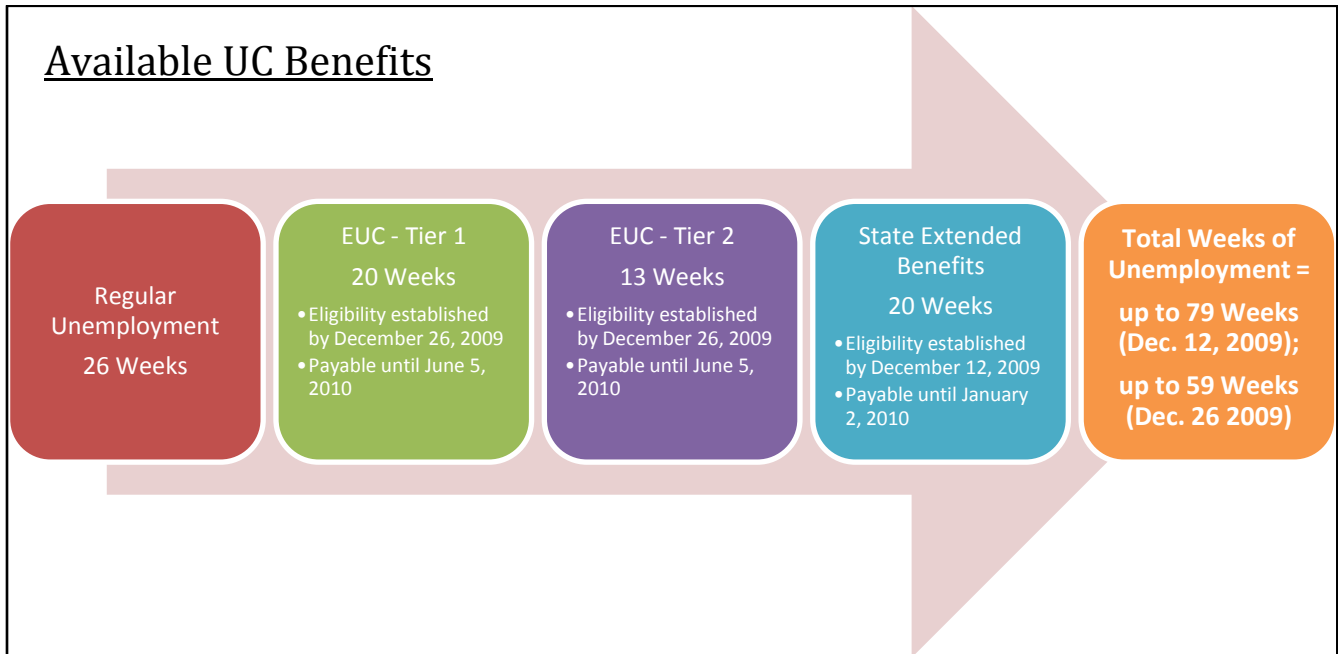 Available UC Benefits
Regular
Unemployment
26 Weeks
EUC - Tier 1
20 Weeks
•Eligibility established
by December 26, 2009
•Payable until June 5,
2010
EUC - Tier 2
13 Weeks
•Eligibility established
by December 26, 2009
•Payable until June 5,
2010
State Extended
Benefits
20 Weeks
•Eligibility established
by December 12, 2009
•Payable until January
2, 2010
Total Weeks of
Unemployment =
up to 79 Weeks
(Dec. 12, 2009);
up to 59 Weeks
(Dec. 26 2009)